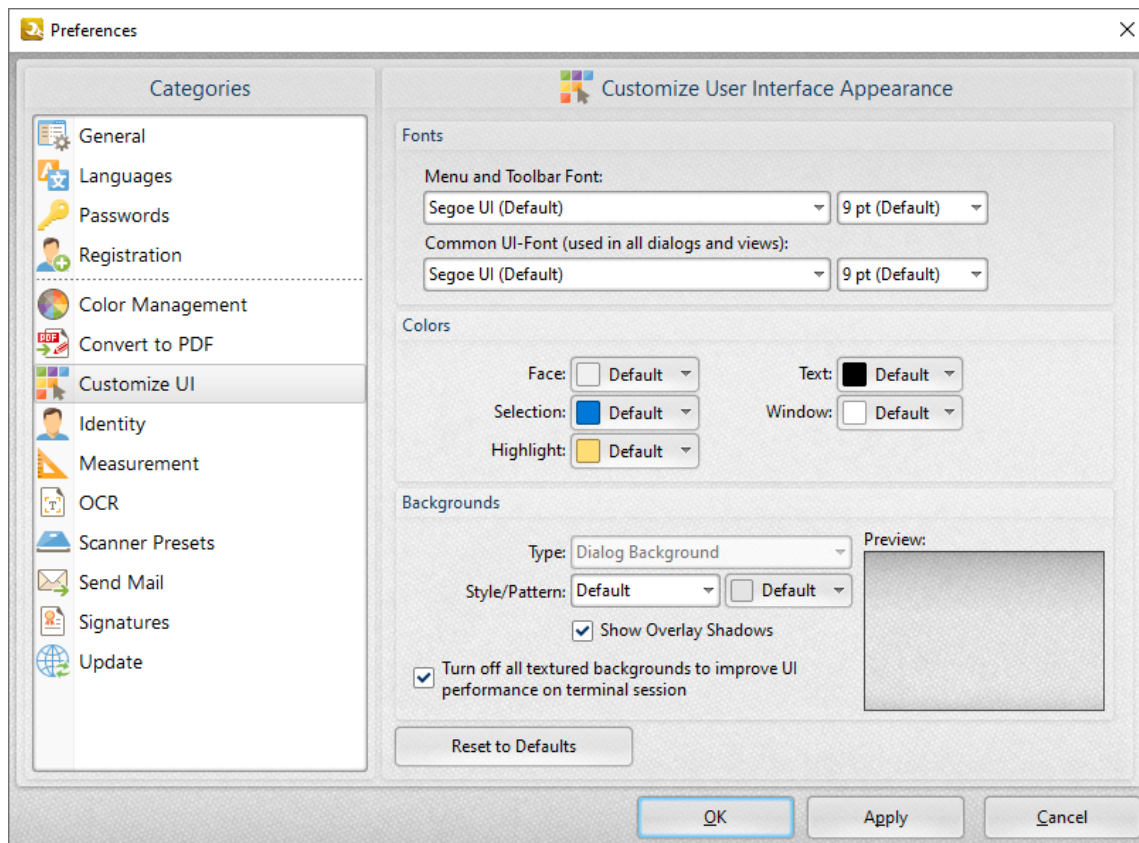 Preferences
Categories
General
Languages
Passwords
Registration
Color Management
Convert to PDF
Customize UI
Identity
Measurement
OCR
Scanner Presets
Send Mail
Signatures
Update
Customize User Interface Appearance
Fonts
Menu and Toolbar Font:
Segoe UI (Default) 9 pt (Default)
Common UI-Font (used in all dialogs and views):
Segoe UI (Default) 9 pt (Default)
Colors
Face: Default Text: Default
Selection: Default Window: Default
Highlight: Default
Backgrounds
Type: Dialog Background Preview:
Style/Pattern: Default Default
Show Overlay Shadows
Turn off all textured backgrounds to improve UI
performance on terminal session
Reset to Defaults
OK Apply Cancel